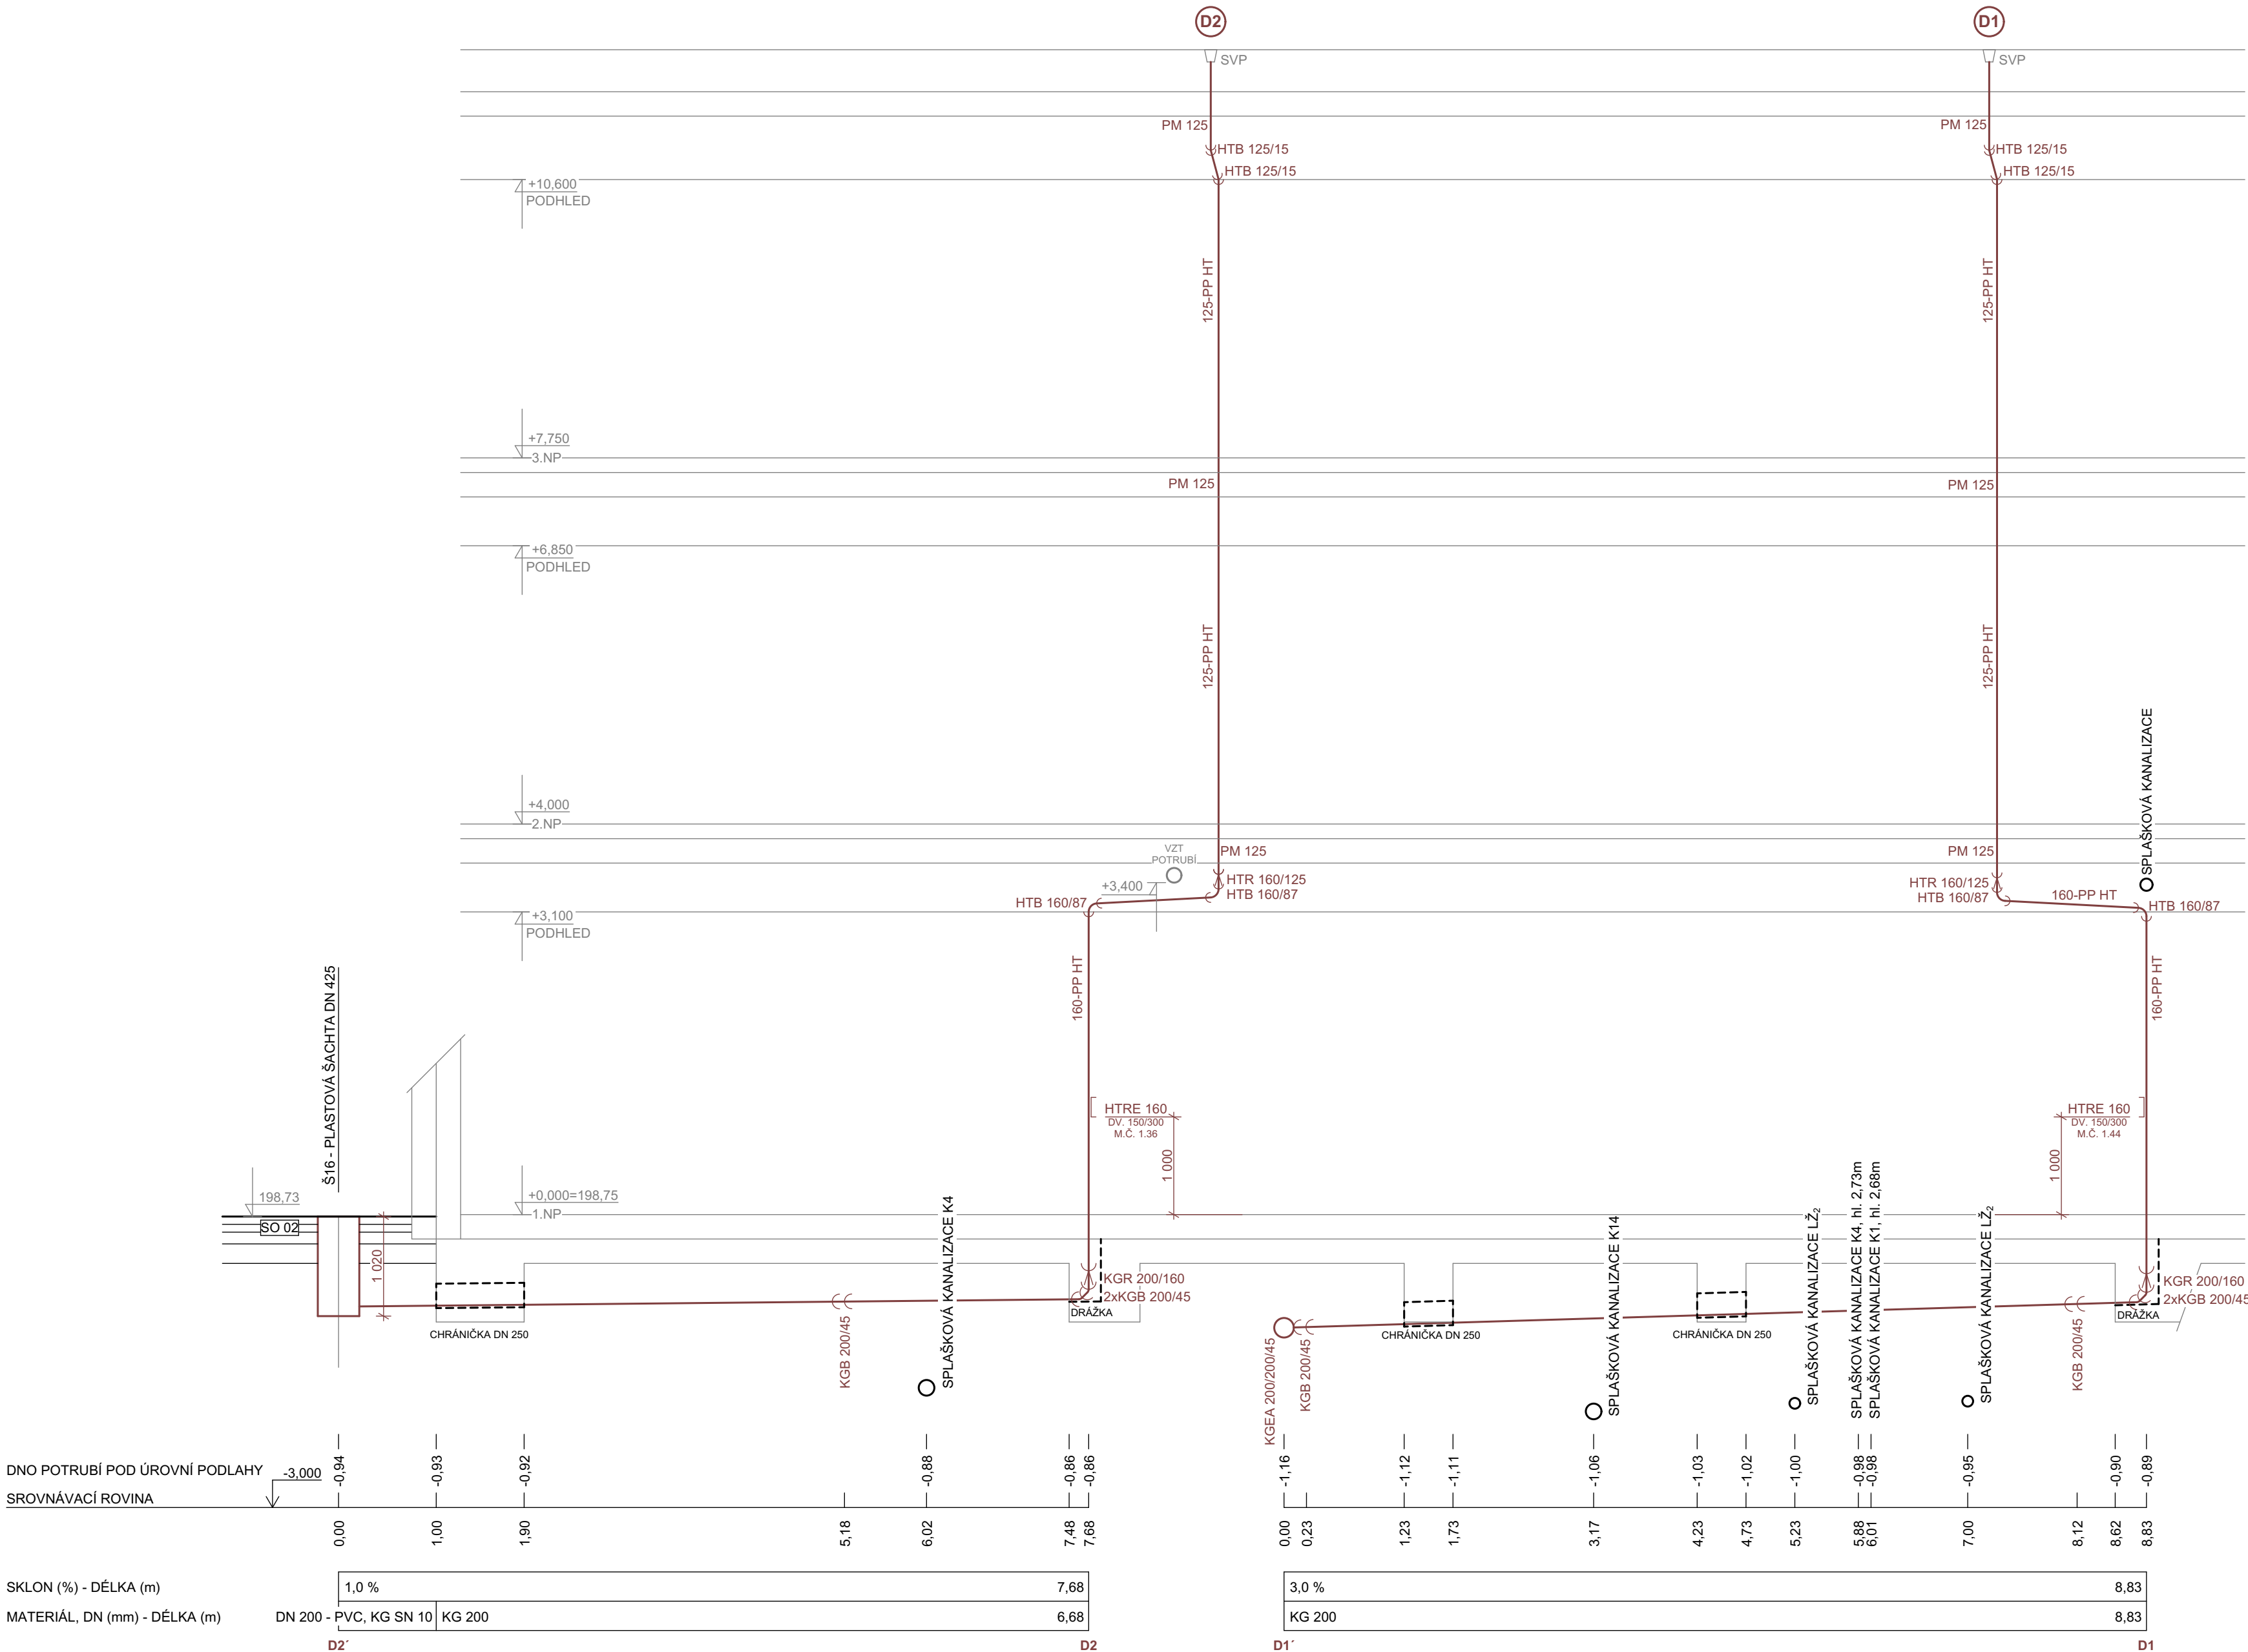 D2
D1
SVP
SVP
PM 125
PM 125
HTB 125/15
HTB 125/15
HTB 125/15
HTB 125/15
+10,600
PODHLED
125-PP HT
125-PP HT
+7,750
3.NP
PM 125
PM 125
+6,850
PODHLED
125-PP HT
125-PP HT
SPLAŠKOVÁ KANALIZACE
+4,000
2.NP
VZT
POTRUBÍ
PM 125
PM 125
HTR 160/125
HTB 160/87
HTR 160/125
HTB 160/87
+3,400
HTB 160/87
160-PP HT
HTB 160/87
+3,100
PODHLED
160-PP HT
160-PP HT
Š16 - PLASTOVÁ ŠACHTA DN 425
HTRE 160
DV. 150/300
M.Č. 1.36
1 000
HTRE 160
DV. 150/300
M.Č. 1.44
1 000
198,73
SO 02
+0,000=198,75
1.NP
1 020
CHRÁNIČKA DN 250
KGB 200/45
SPLAŠKOVÁ KANALIZACE K4
KGR 200/160
2xKGB 200/45
DRÁŽKA
KGEA 200/200/45
KGB 200/45
CHRÁNIČKA DN 250
SPLAŠKOVÁ KANALIZACE K14
CHRÁNIČKA DN 250
SPLAŠKOVÁ KANALIZACE LŽ2
SPLAŠKOVÁ KANALIZACE K4, hl. 2,73m
SPLAŠKOVÁ KANALIZACE K1, hl. 2,68m
SPLAŠKOVÁ KANALIZACE LŽ2
KGB 200/45
KGR 200/160
2xKGB 200/45
DRÁŽKA
DNO POTRUBÍ POD ÚROVNÍ PODLAHY
-3,000
-0,94
-0,93
-0,92
-0,88
-0,86
-0,86
-1,16
-1,12
-1,11
-1,06
-1,03
-1,02
-1,00
-0,98
-0,98
-0,95
-0,90
-0,89
SROVNÁVACÍ ROVINA
0,00
1,00
1,90
5,18
6,02
7,48
7,68
0,00
0,23
1,23
1,73
3,17
4,23
4,73
5,23
5,88
6,01
7,00
8,12
8,62
8,83
SKLON (%) - DÉLKA (m)
1,0 %
7,68
3,0 %
8,83
MATERIÁL, DN (mm) - DÉLKA (m)
DN 200 - PVC, KG SN 10
KG 200
6,68
KG 200
8,83
D2´
D2
D1´
D1